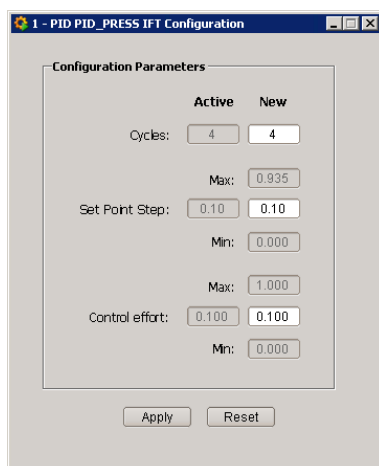 1 - PID PID_PRESS IFT Configuration
Configuration Parameters
Active New
Cycles: 4 4
Max: 0.935
Set Point Step: 0.10 0.10
Min: 0.000
Max: 1.000
Control effort: 0.100 0.100
Min: 0.000
Apply Reset